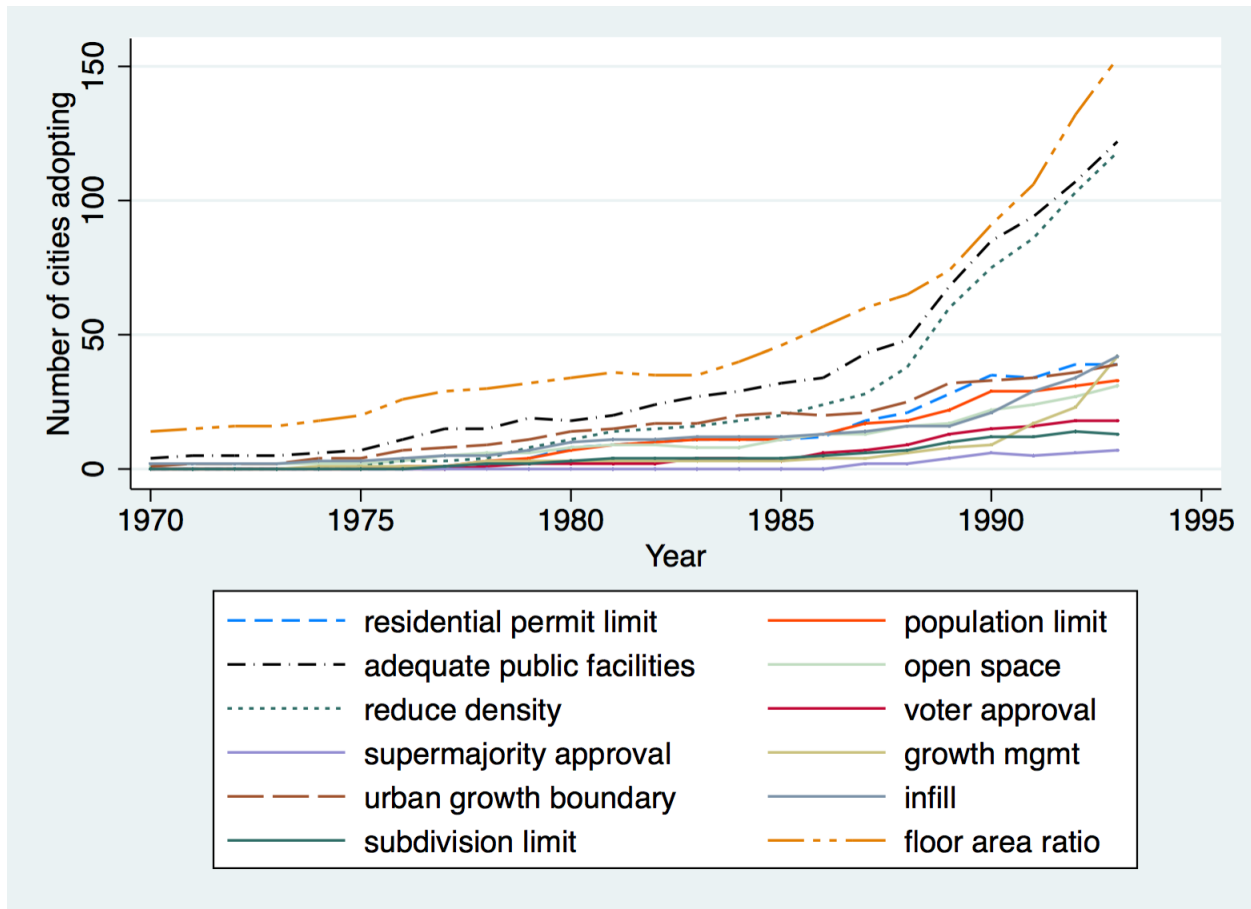 Number of cities adopting
150
100
50
0
1970 1975 1980 1985 1990 1995
Year
residential permit limit population limit
adequate public facilities open space
reduce density voter approval
supermajority approval growth mgmt
urban growth boundary infill
subdivision limit floor area ratio